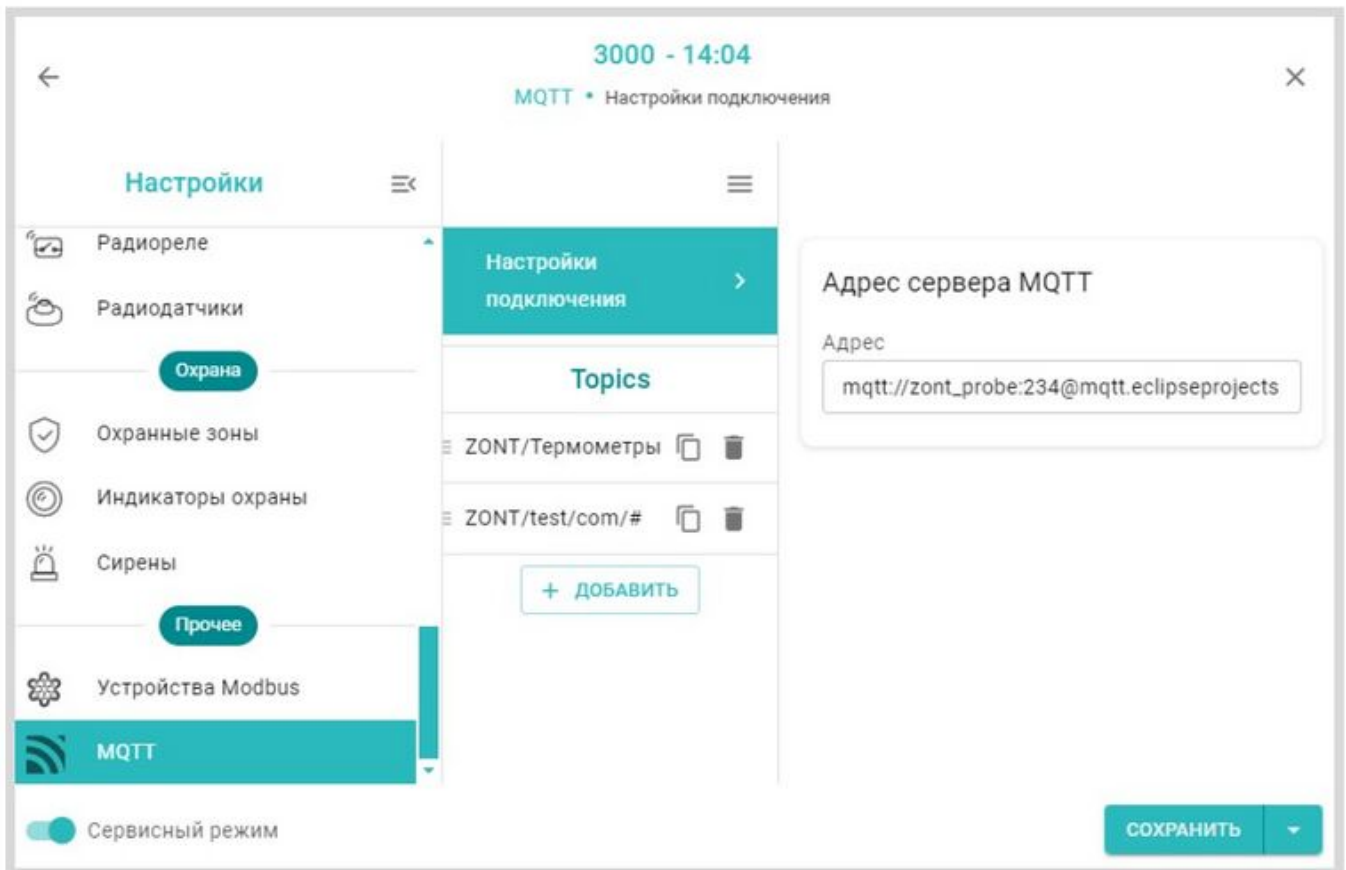 3000 - 14:04
MQTT • Настройки подключения
Настройки
Радиореле
Радиодатчики
Охрана
Охранные зоны
Индикаторы охраны
Сирены
Прочее
Устройства Modbus
MQTT
Настройки
подключения
Topics
ZONT/Термометры
ZONT/test/com/#
+ ДОБАВИТЬ
Адрес сервера MQTT
Адрес
mqtt://zont_probe:234@mqtt.eclipseprojects
Сервисный режим
СОХРАНИТЬ